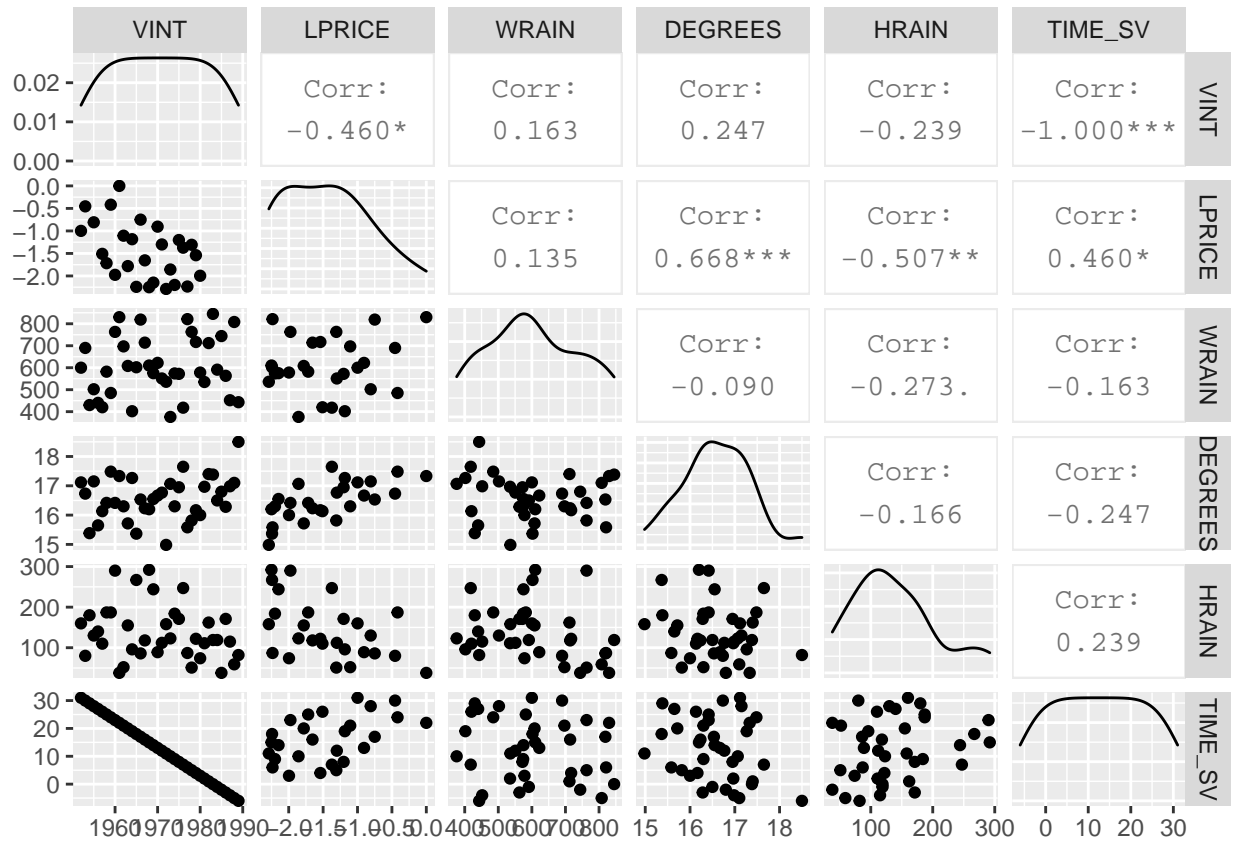 VINT LPRICE WRAIN DEGREES HRAIN TIME_SV
0.02
0.01
0.00
Corr: Corr: Corr: Corr: Corr:
−0.460* 0.163 0.247 −0.239 −1.000***
VINT
0.0
−0.5
−1.0
−1.5
−2.0
Corr: Corr: Corr: Corr:
0.135 0.668*** −0.507** 0.460*
LPRICE
800
700
600
500
400
Corr: Corr: Corr:
−0.090 −0.273. −0.163
WRAIN
18
17
16
15
Corr: Corr:
−0.166 −0.247
DEGREES
300
200
100
Corr:
0.239
HRAIN
30
20
10
0
TIME_SV
1960 1970 1980 1990 −2.0 −1.5 −1.0 −0.5 0.0 400 500 600 700 800 15 16 17 18 100 200 300 0 10 20 30